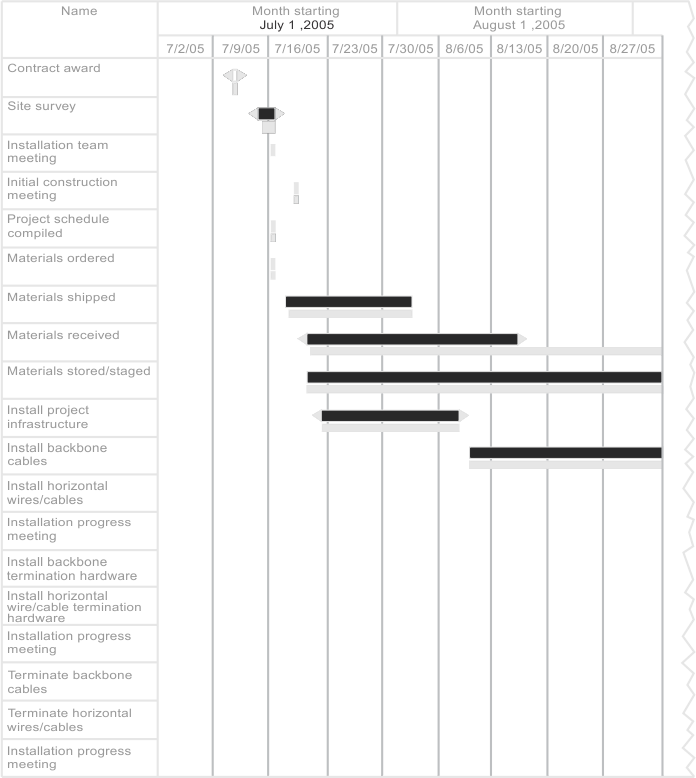 Name
Month starting
July 1 ,2005
Month starting
August 1 ,2005
7/2/05 7/9/05 7/16/05 7/23/05 7/30/05 8/6/05 8/13/05 8/20/05 8/27/05
Contract award
Site survey
Installation team
meeting
Initial construction
meeting
Project schedule
compiled
Materials ordered
Materials shipped
Materials received
Materials stored/staged
Install project
infrastructure
Install backbone
cables
Install horizontal
wires/cables
Installation progress
meeting
Install backbone
termination hardware
Install horizontal
wire/cable termination
hardware
Installation progress
meeting
Terminate backbone
cables
Terminate horizontal
wires/cables
Installation progress
meeting